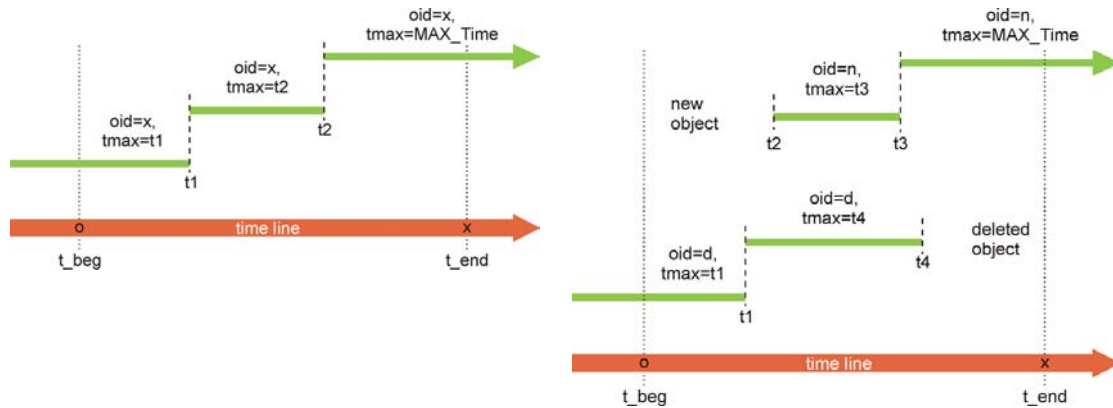 oid=x,
tmax=MAX_Time
oid=x,
tmax=t2
t2
oid=x,
tmax=t1
t1
o
time line
x
t_beg
t_end
oid=n,
tmax=MAX_Time
oid=n,
tmax=t3
new
object
t2
t3
oid=d,
tmax=t4
deleted
object
t4
oid=d,
tmax=t1
t1
o
time line
x
t_beg
t_end